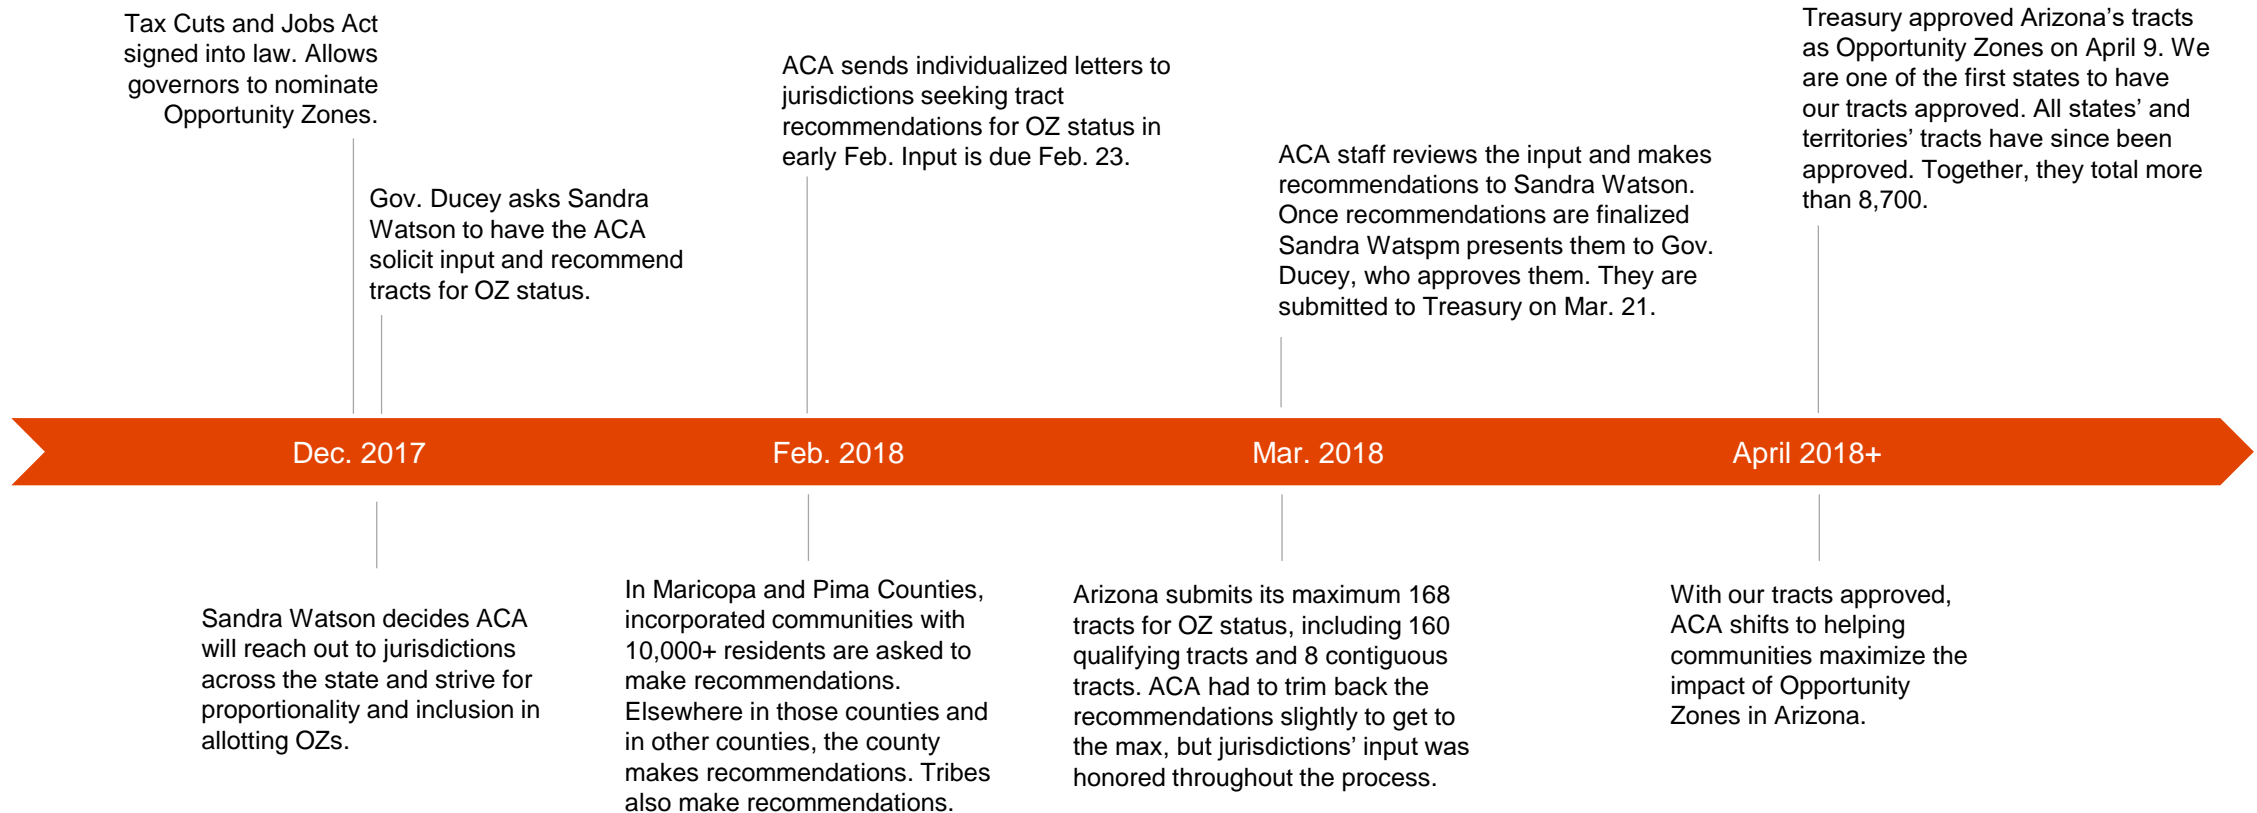 Tax Cuts and Jobs Act
signed into law. Allows
governors to nominate
Opportunity Zones.
Gov. Ducey asks Sandra
Watson to have the ACA
solicit input and recommend
tracts for OZ status.
ACA sends individualized letters to
jurisdictions seeking tract
recommendations for OZ status in
early Feb. Input is due Feb. 23.
ACA staff reviews the input and makes
recommendations to Sandra Watson.
Once recommendations are finalized
Sandra Watspm presents them to Gov.
Ducey, who approves them. They are
submitted to Treasury on Mar. 21.
Treasury approved Arizona’s tracts
as Opportunity Zones on April 9. We
are one of the first states to have
our tracts approved. All states’ and
territories’ tracts have since been
approved. Together, they total more
than 8,700.
Dec. 2017
Feb. 2018
Mar. 2018
April 2018+
Sandra Watson decides ACA
will reach out to jurisdictions
across the state and strive for
proportionality and inclusion in
allotting OZs.
In Maricopa and Pima Counties,
incorporated communities with
10,000+ residents are asked to
make recommendations.
Elsewhere in those counties and
in other counties, the county
makes recommendations. Tribes
also make recommendations.
Arizona submits its maximum 168
tracts for OZ status, including 160
qualifying tracts and 8 contiguous
tracts. ACA had to trim back the
recommendations slightly to get to
the max, but jurisdictions’ input was
honored throughout the process.
With our tracts approved,
ACA shifts to helping
communities maximize the
impact of Opportunity
Zones in Arizona.